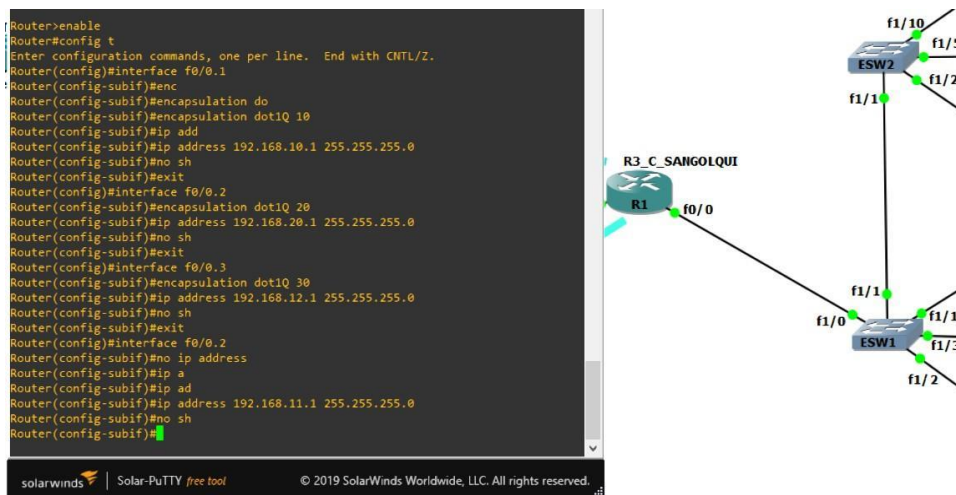 Router>enable
Router#config t
Enter configuration commands, one per line.  End with CNTL/Z.
Router(config)#interface f0/0.1
Router(config-subif)#enc
Router(config-subif)#encapsulation do
Router(config-subif)#encapsulation dot1Q 10
Router(config-subif)#ip add
Router(config-subif)#ip address 192.168.10.1 255.255.255.0
Router(config-subif)#no sh
Router(config-subif)#exit
Router(config)#interface f0/0.2
Router(config-subif)#encapsulation dot1Q 20
Router(config-subif)#ip address 192.168.20.1 255.255.255.0
Router(config-subif)#no sh
Router(config-subif)#exit
Router(config)#interface f0/0.3
Router(config-subif)#encapsulation dot1Q 30
Router(config-subif)#ip address 192.168.12.1 255.255.255.0
Router(config-subif)#no sh
Router(config-subif)#exit
Router(config)#interface f0/0.2
Router(config-subif)#no ip address
Router(config-subif)#ip a
Router(config-subif)#ip ad
Router(config-subif)#ip address 192.168.11.1 255.255.255.0
Router(config-subif)#no sh
Router(config-subif)#
solarwinds Solar-PuTTY free tool © 2019 SolarWinds Worldwide, LLC. All rights reserved.
f1/10
ESW2
f1/2
f1/1
R3_C_SANGOLQUI
R1
f0/0
f1/1
f1/0
f1/1
ESW1
f1/2